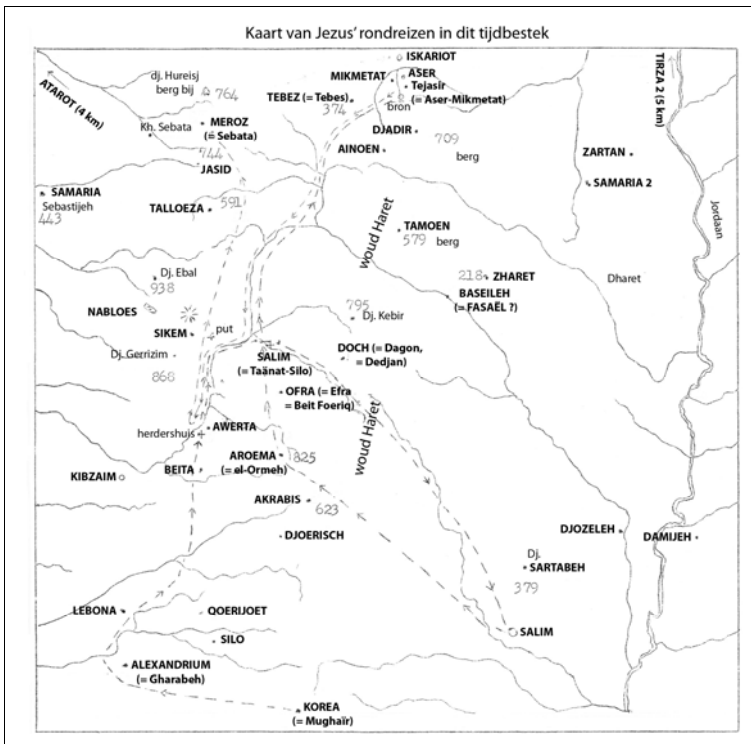 Kaart van Jezus' rondreizen in dit tijdbestek
ISKARIOT
ATAROT (4 km)
dj. Hureisj
berg bij
764
MIKMETAT
ASER
Tejasir
(= Aser-Mikmetat)
TEBEZ (= Tebes)
374
bron
TIRZA 2 (5 km)
Kh. Sebata
MEROZ
(= Sebata)
744
JASID
DJADIR
709
berg
AINOEN
ZARTAN
SAMARIA
Sebastijeh
443
TALLOEZA
591
SAMARIA 2
Jordaan
woud Haret
TAMOEN
579 berg
Dj. Ebal
938
218
ZHARET
Dharet
BASEILEH
(= FASAËL ?)
NABLOES
SIKEM
put
795
Dj. Kebir
Dj. Gerrizim
868
SALIM
(= Taänat-Silo)
DOCH (= Dagon,
= Dedjan)
OFRA (= Efra
= Beit Foeriq)
woud Haret
herdershuis
AWERTA
AROEMA
(= el-Ormeh)
825
KIBZAIM
BEITA
AKRABIS
623
DJOERISCH
DJOZELEH
DAMIJEH
Dj.
SARTABEH
379
LEBONA
QOERIJOET
SILO
SALIM
ALEXANDRIUM
(= Gharabeh)
KOREA
(= Mughaïr)